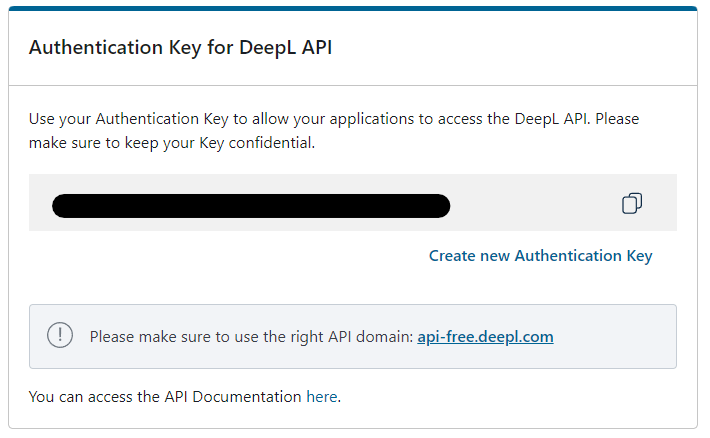 Authentication Key for DeepL API
Use your Authentication Key to allow your applications to access the DeepL API. Please
make sure to keep your Key confidential.
Create new Authentication Key
Please make sure to use the right API domain: api-free.deepl.com
You can access the API Documentation here.